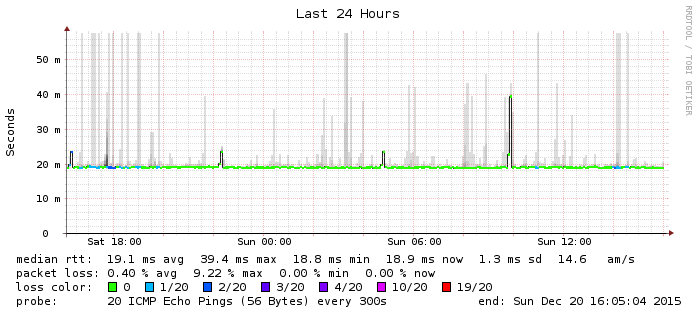 Last 24 Hours
RRDTOOL / TOBI OETIKER
Seconds
50 m
40 m
30 m
20 m
10 m
0
Sat 18:00 Sun 00:00 Sun 06:00 Sun 12:00
median rtt: 19.1 ms avg 39.4 ms max 18.8 ms min 18.9 ms now 1.3 ms sd 14.6 am/s
packet loss: 0.40 % avg 9.22 % max 0.00 % min 0.00 % now
loss color: 0 1/20 2/20 3/20 4/20 10/20 19/20
probe: 20 ICMP Echo Pings (56 Bytes) every 300s end: Sun Dec 20 16:05:04 2015